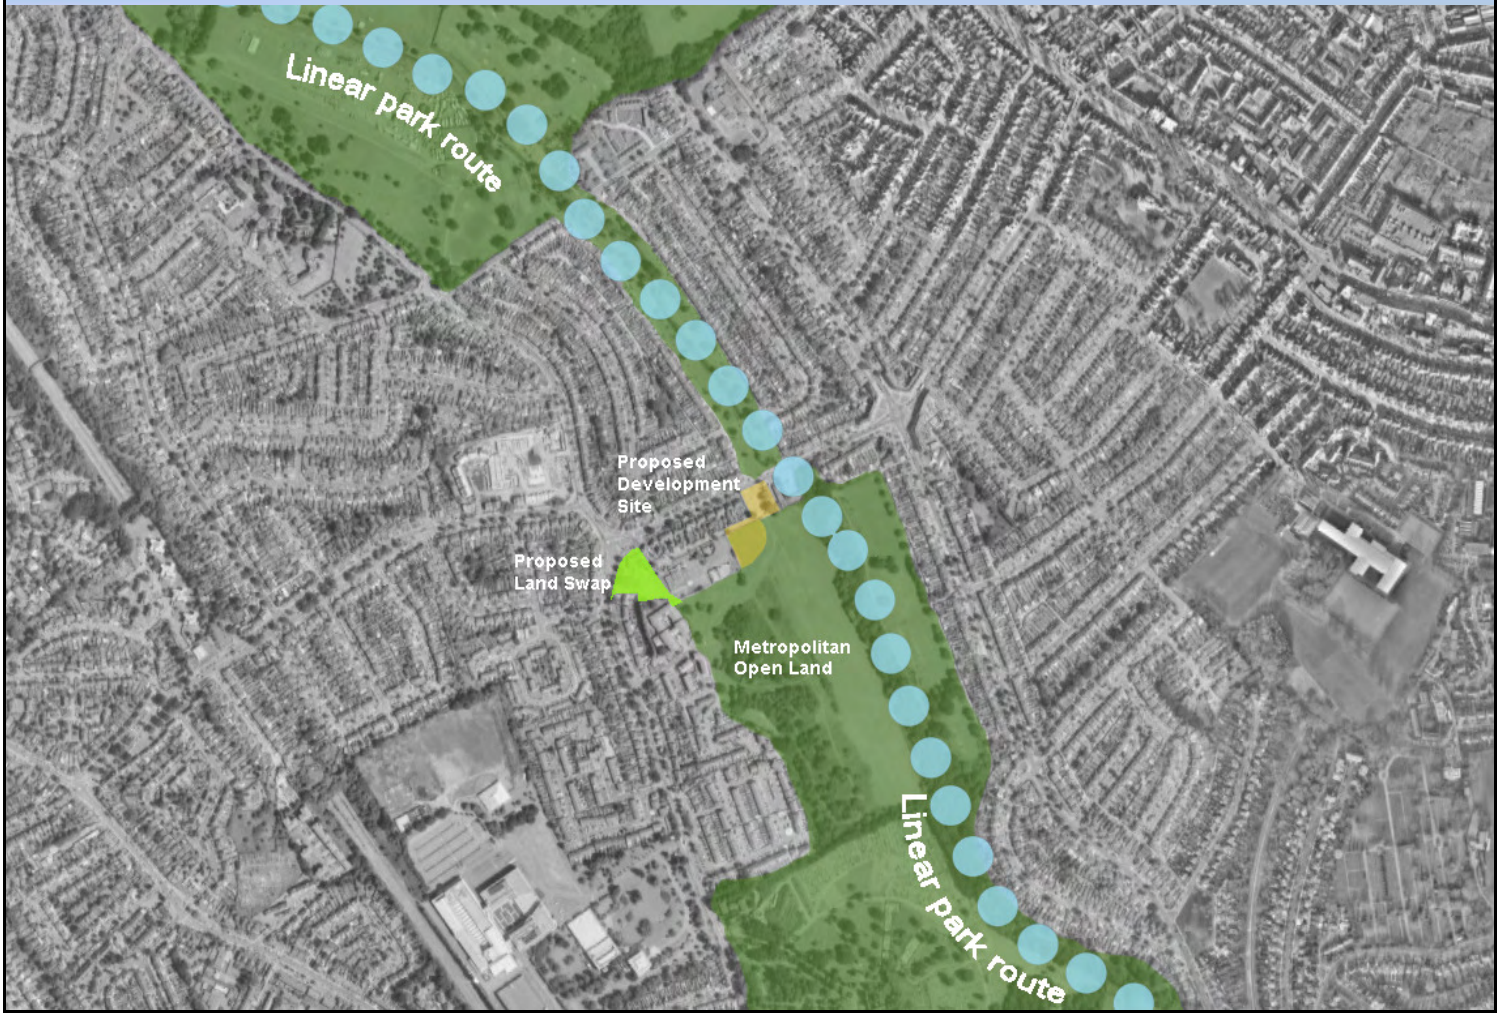 Linear park route
Proposed
Development
Site
Proposed
Land Swap
Metropolitan
Open Land
Linear park route